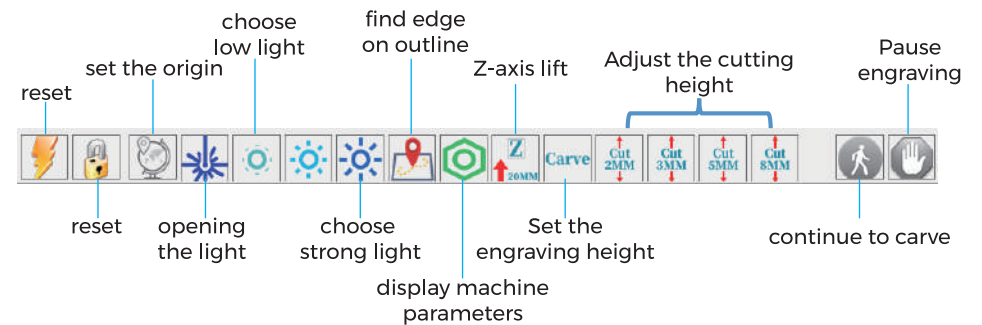 choose
low light
find edge
on outline
set the origin
Z-axis lift
Adjust the cutting
height
Pause
engraving
reset
Z
20MM
Carve
Cut
2MM
Cut
3MM
Cut
5MM
Cut
8MM
reset
opening
the light
choose
strong light
Set the
engraving height
continue to carve
display machine
parameters